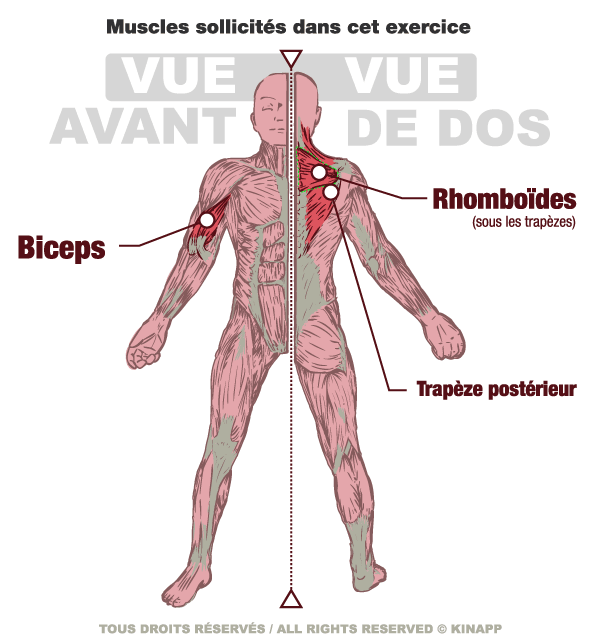 Muscles sollicités dans cet exercice
VUE AVANT
VUE DE DOS
Rhomboïdes
(sous les trapèzes)
Biceps
Trapèze postérieur
TOUS DROITS RÉSERVÉS / ALL RIGHTS RESERVED © KINAPP